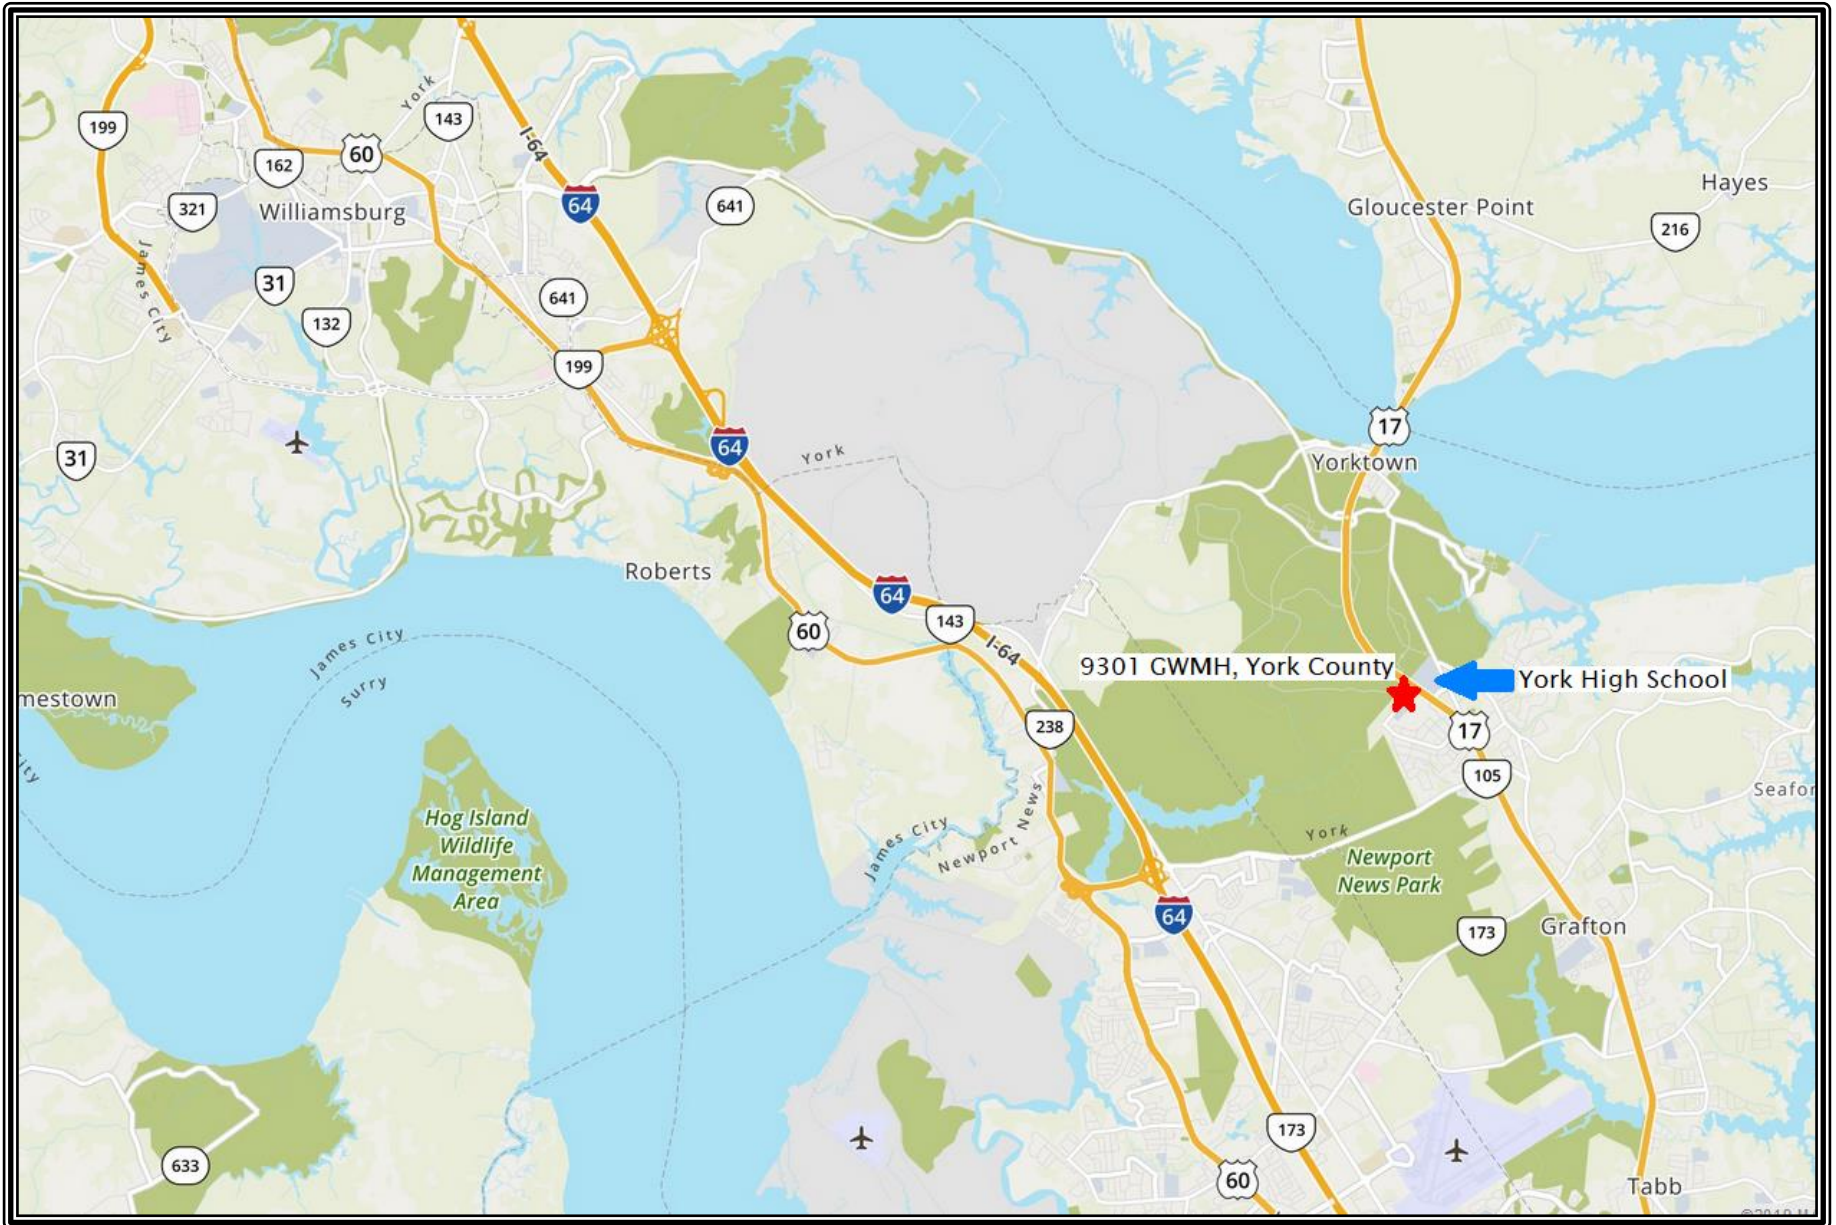 199
162
60
York
143
I-64
64
641
321
Williamsburg
James City
31
132
641
199
31
64
York
Hayes
Gloucester Point
216
17
Yorktown
Roberts
64
143
I-64
60
James City
Surry
mestown
ity
9301 GWMH, York County
York High School
17
105
238
Seafor
Hog Island
Wildlife
Management
Area
James City
Newport News
York
Newport
News Park
64
173
Grafton
173
60
633
Tabb